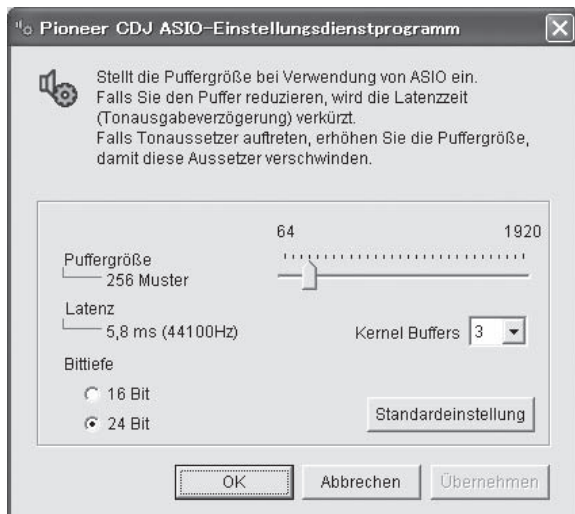 Pioneer CDJ ASIO-Einstellungsdienstprogramm
Stellt die Puffergröße bei Verwendung von ASIO ein.
Falls Sie den Puffer reduzieren, wird die Latenzzeit
(Tonausgabeverzögerung) verkürzt.
Falls Tonaussetzer auftreten, erhöhen Sie die Puffergröße,
damit diese Aussetzer verschwinden.
64 1920
Puffergröße
256 Muster
Latenz
5,8 ms (44100Hz)
Kernel Buffers 3
Bittiefe
16 Bit
24 Bit
Standardeinstellung
OK Abbrechen Übernehmen